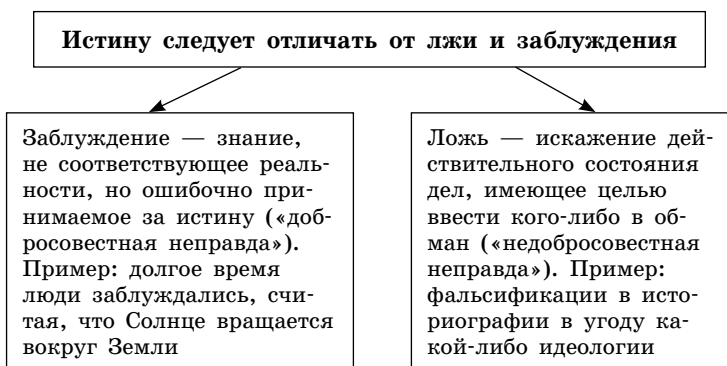 Истину следует отличать от лжи и заблуждения
Заблуждение — знание,
не соответствующее реаль-
ности, но ошибочно при-
нимаемое за истину («доб-
росовестная неправда»).
Пример: долгое время
люди заблуждались, счи-
тая, что Солнце вращается
вокруг Земли
Ложь — искажение дей-
ствительного состояния
дел, имеющее целью
ввести кого-либо в об-
ман («недобросовестная
неправда»). Пример:
фальсификации в исто-
риографии в угоду ка-
кой-либо идеологии